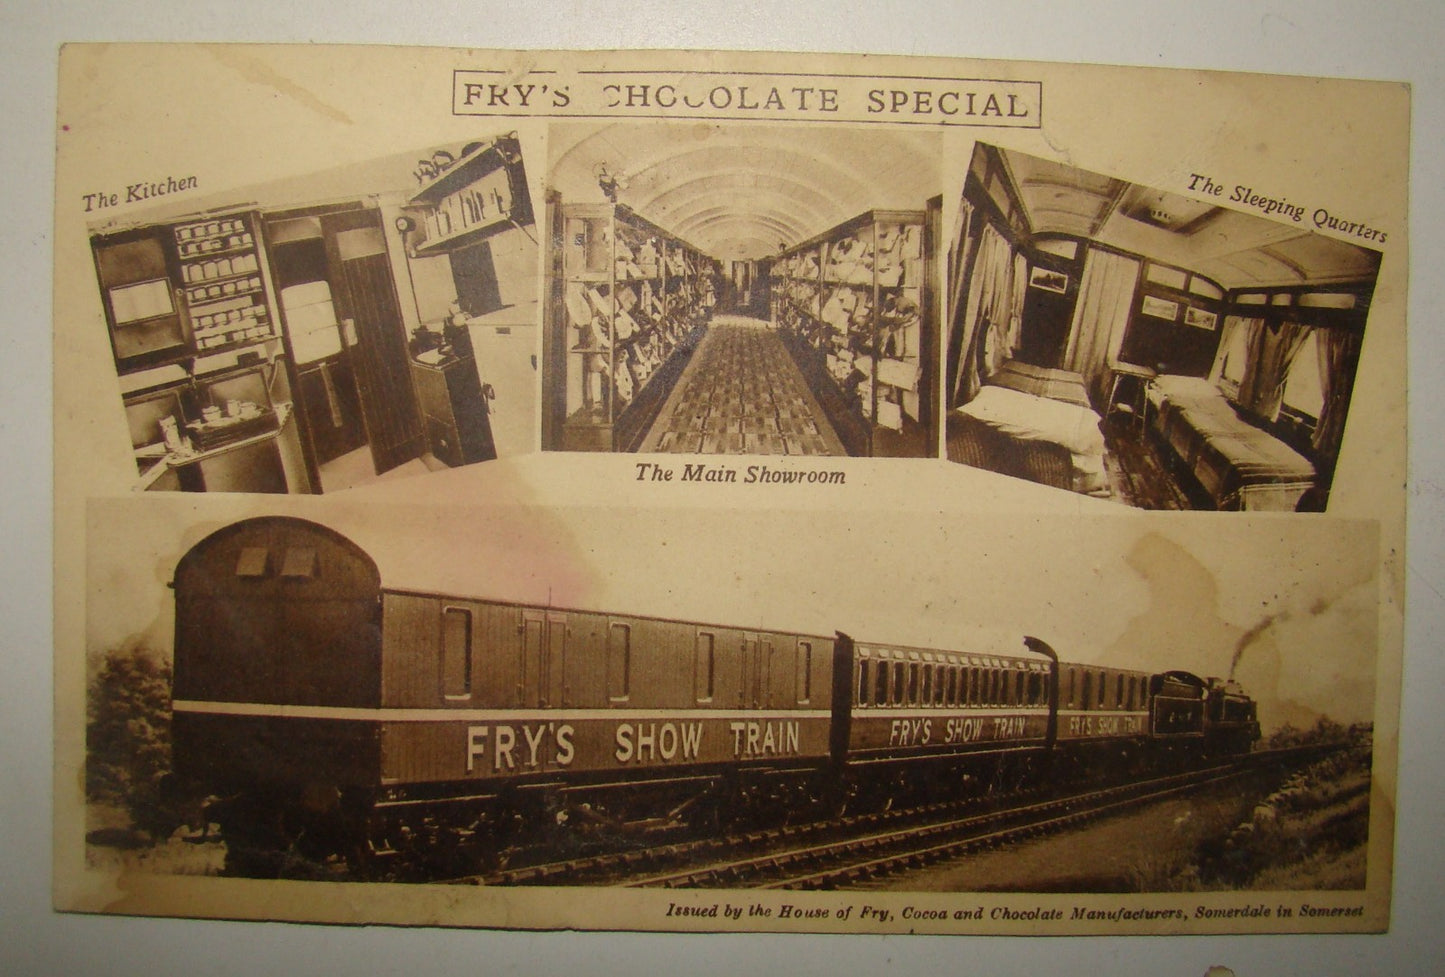 FRY'S CHOCOLATE SPECIAL
The Kitchen
The Sleeping Quarters
The Main Showroom
FRY'S SHOW TRAIN
FRY'S SHOW TRAIN
FRY'S SHOW TRAIN
Issued by the House of Fry, Cocoa and Chocolate Manufacturers, Somerdale in Somerset